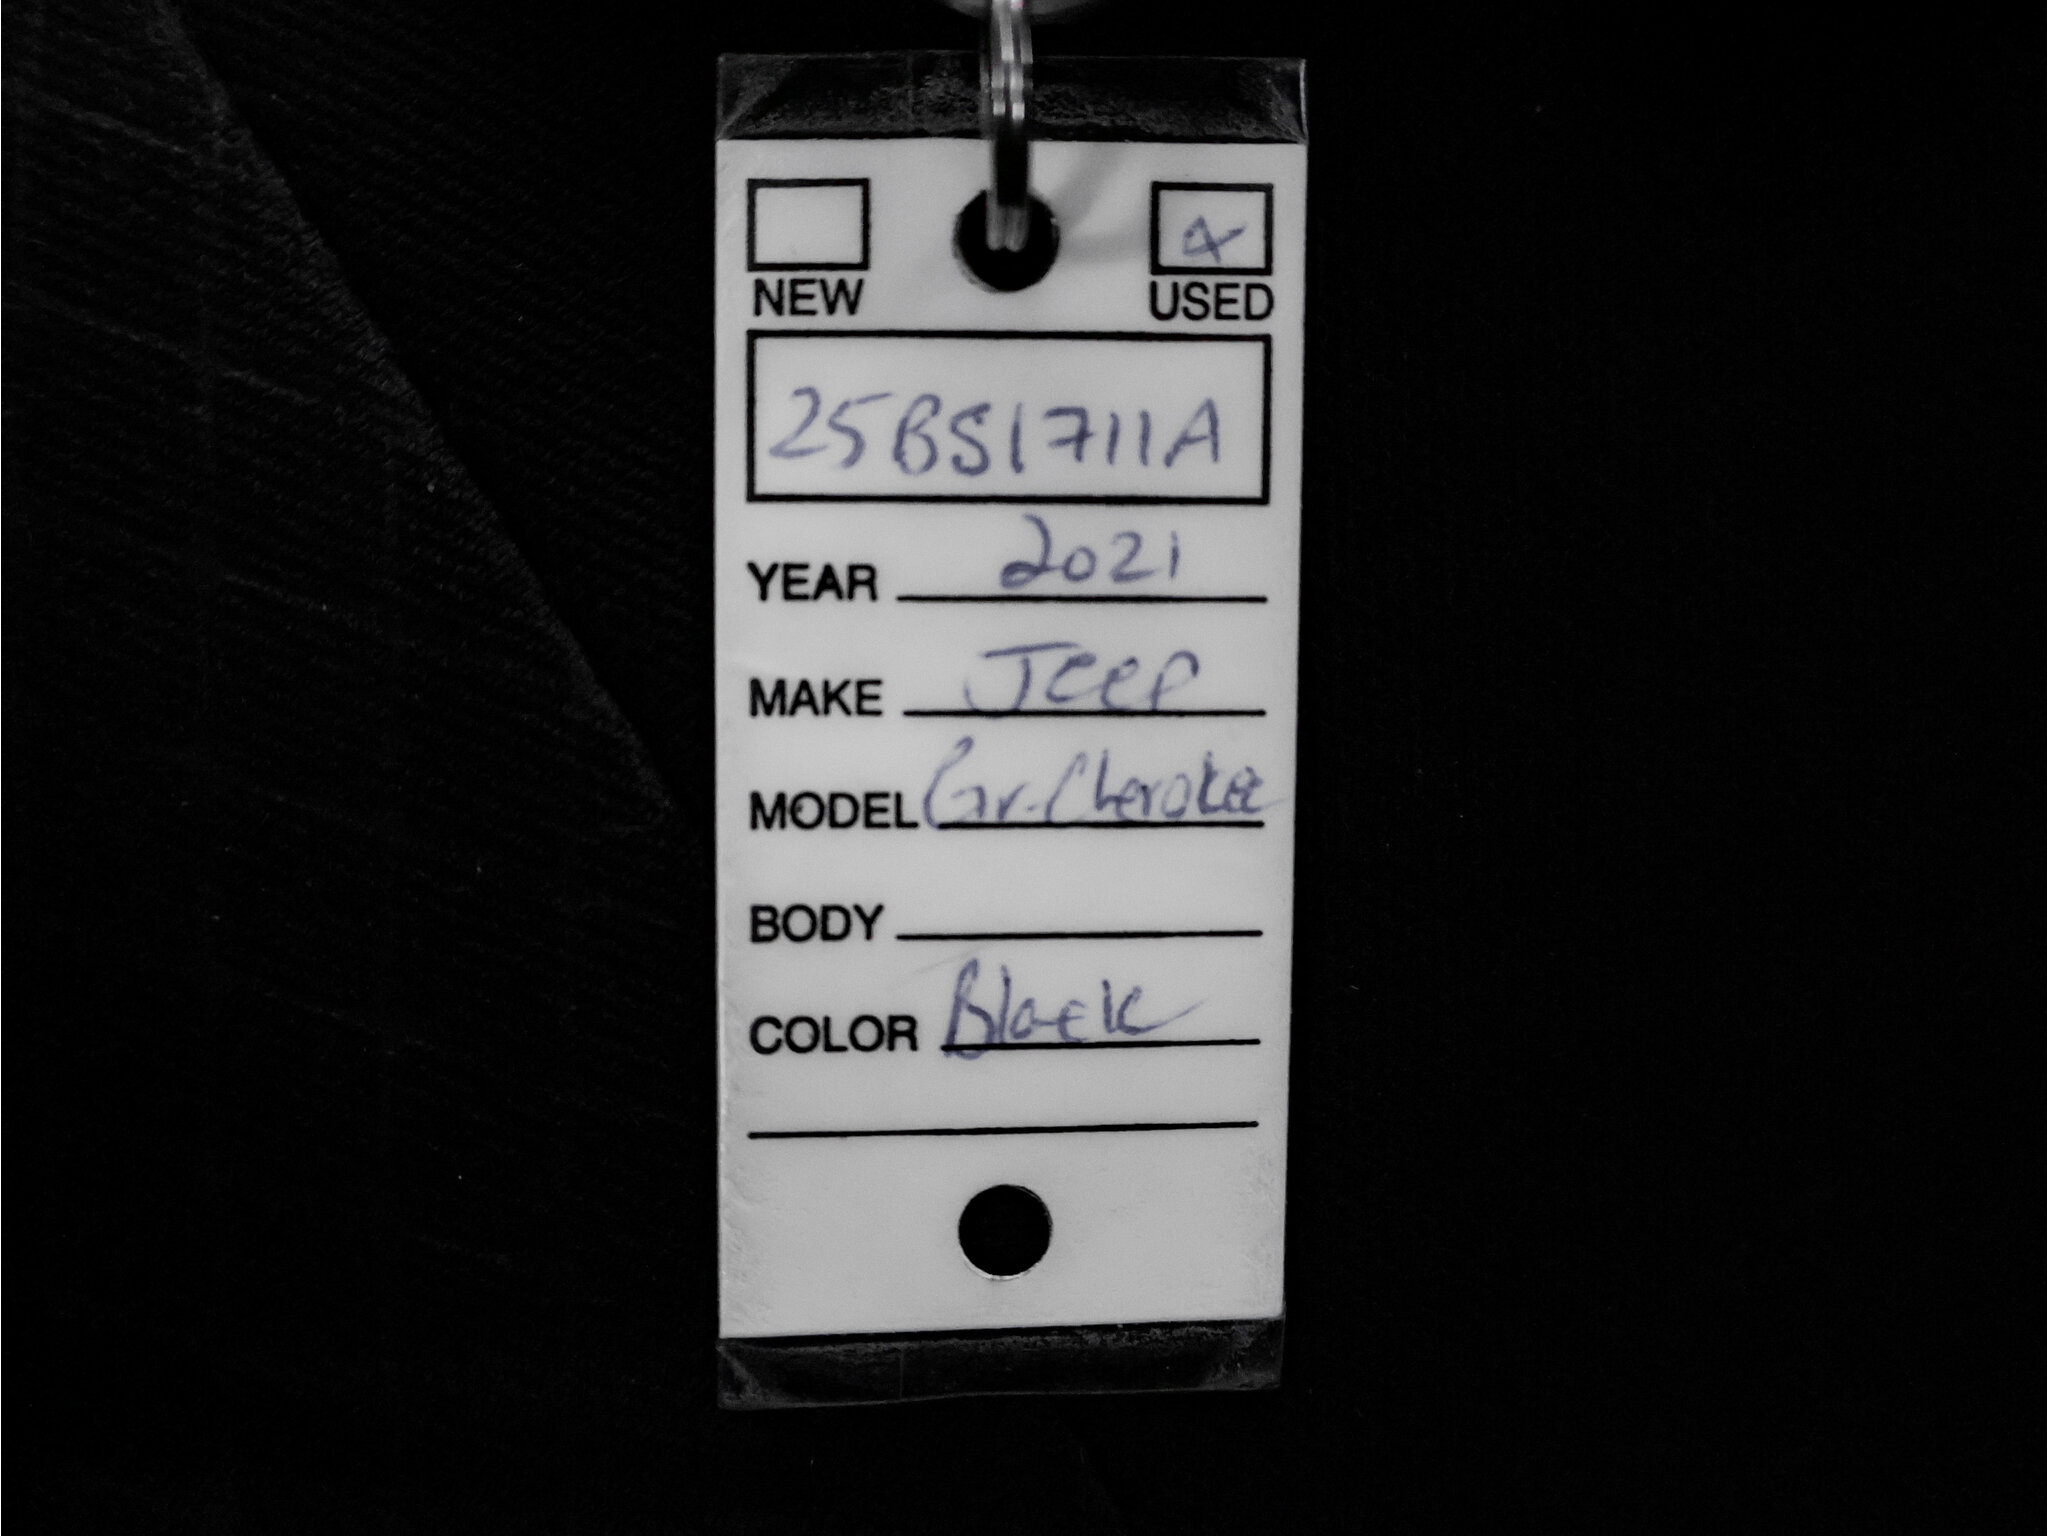 NEW USED
25BS1711A
YEAR 2021
MAKE Jeep
MODEL Gr. Cherokee
BODY
COLOR Black